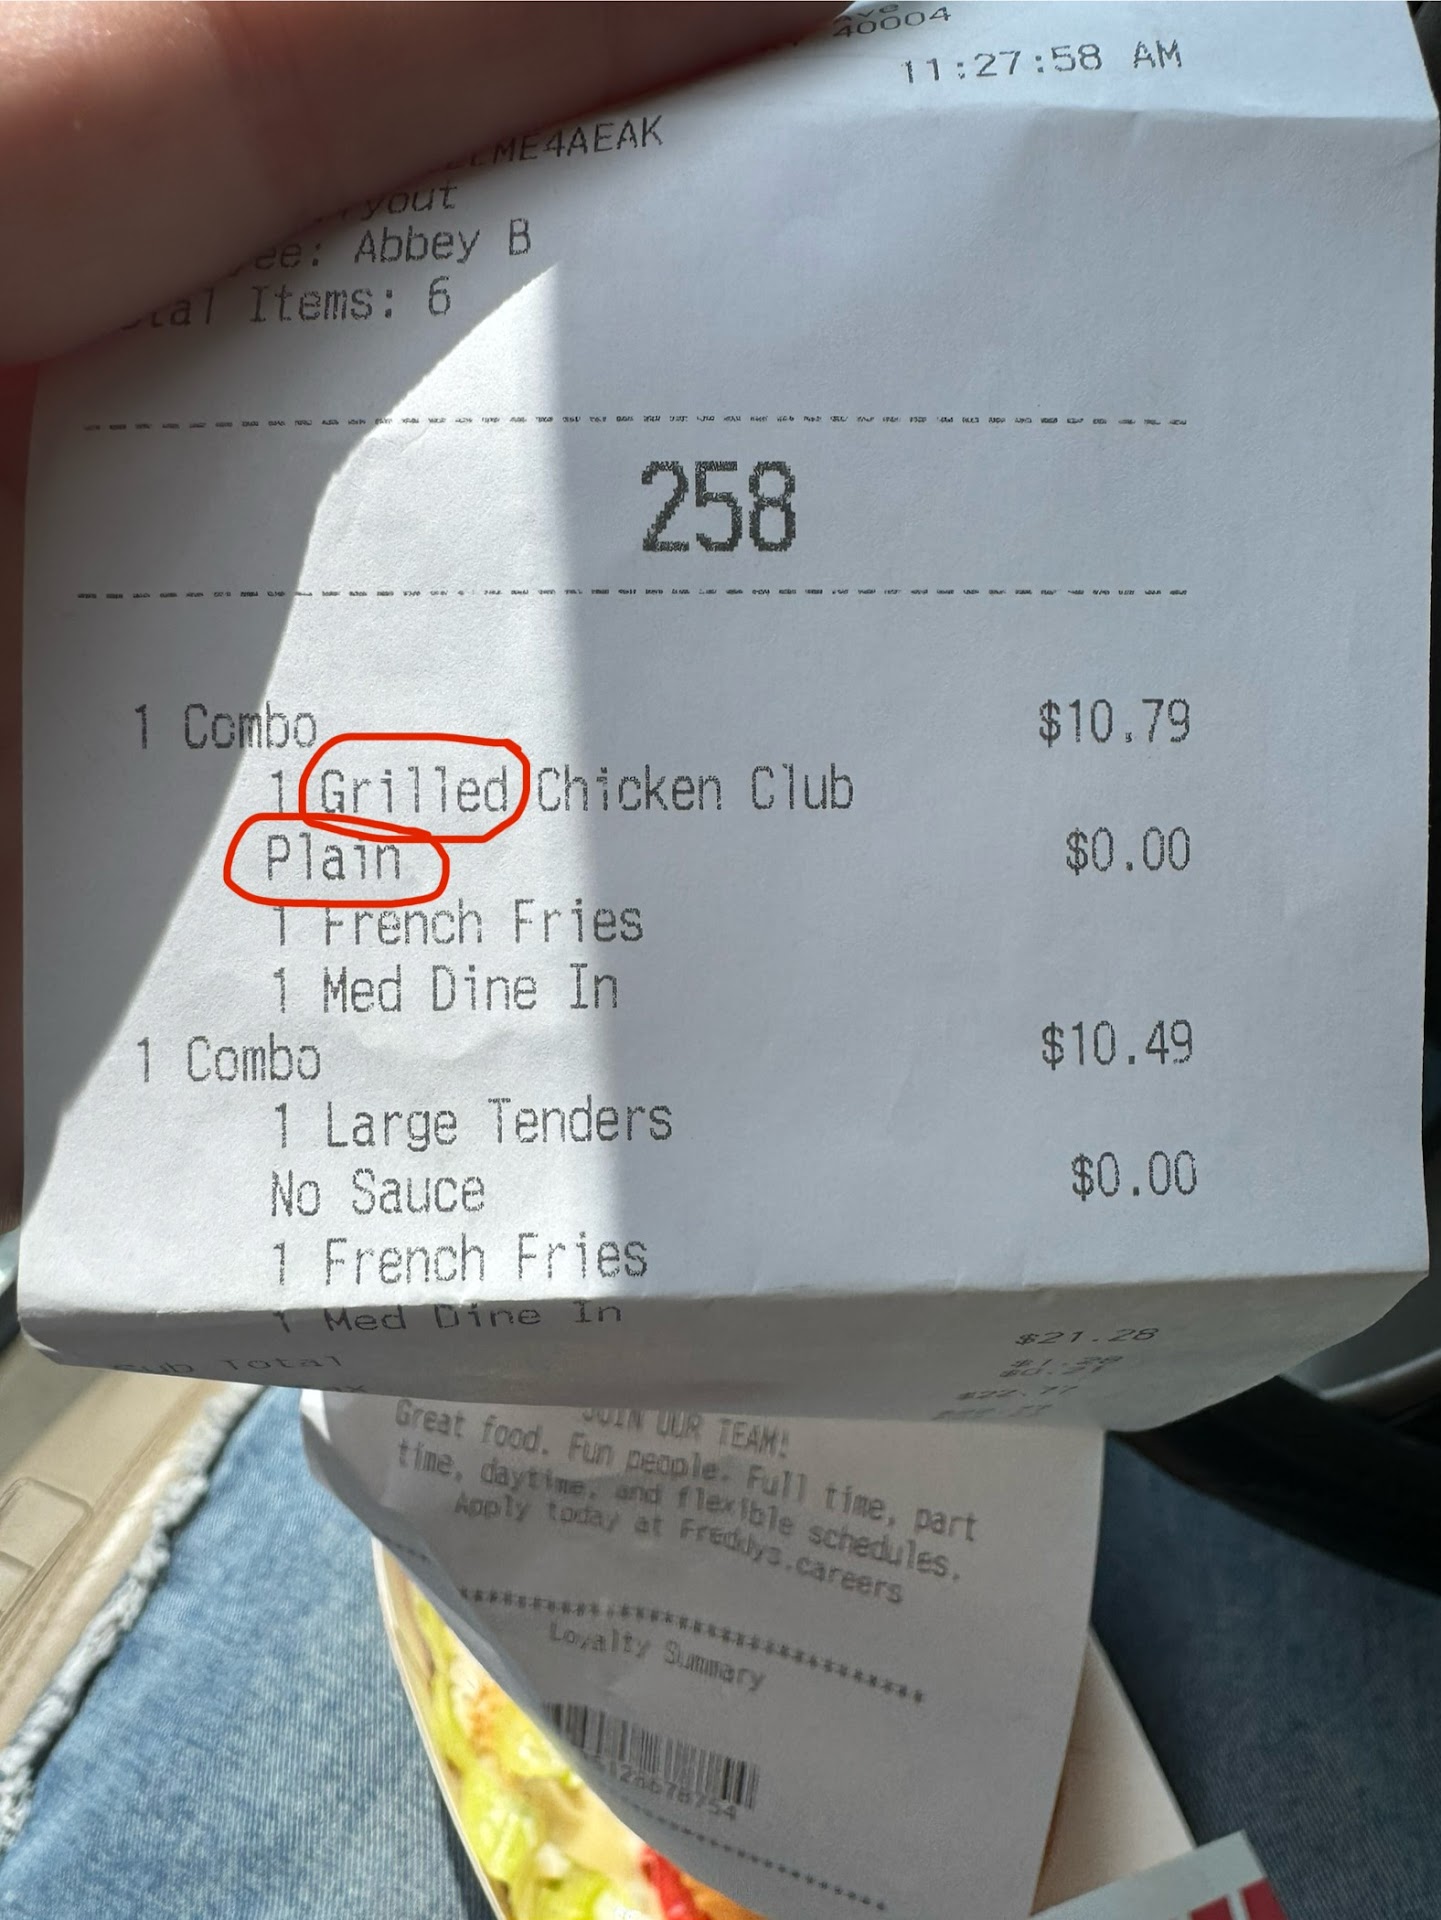 40004
11:27:58 AM
ME4AEAK
Abbey B
Items: 6
258
1 Combo $10.79
1 Grilled Chicken Club
Plain $0.00
1 French Fries
1 Med Dine In
1 Combo $10.49
1 Large Tenders
No Sauce $0.00
1 French Fries
1 Med Dine In
Sub Total $21.28
JOIN OUR TEAM!
Great food. Fun people. Full time, part
time, daytime, and flexible schedules.
Apply today at Freddys.careers
Loyalty Summary